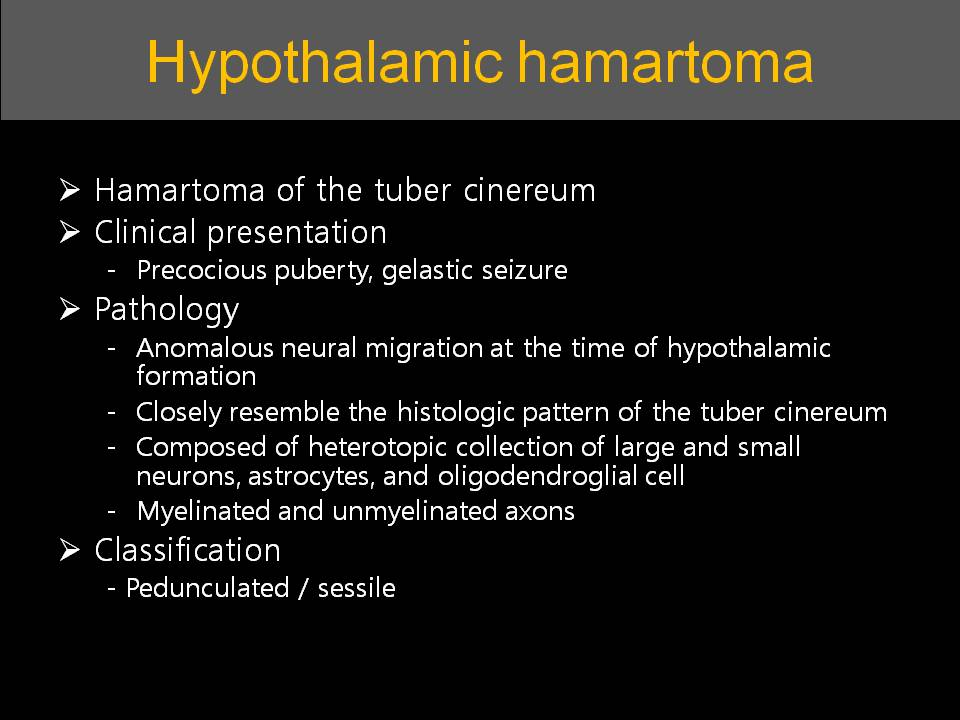 Hypothalamic hamartoma
➢ Hamartoma of the tuber cinereum
➢ Clinical presentation
- Precocious puberty, gelastic seizure
➢ Pathology
- Anomalous neural migration at the time of hypothalamic
formation
- Closely resemble the histologic pattern of the tuber cinereum
- Composed of heterotopic collection of large and small
neurons, astrocytes, and oligodendroglial cell
- Myelinated and unmyelinated axons
➢ Classification
- Pedunculated / sessile